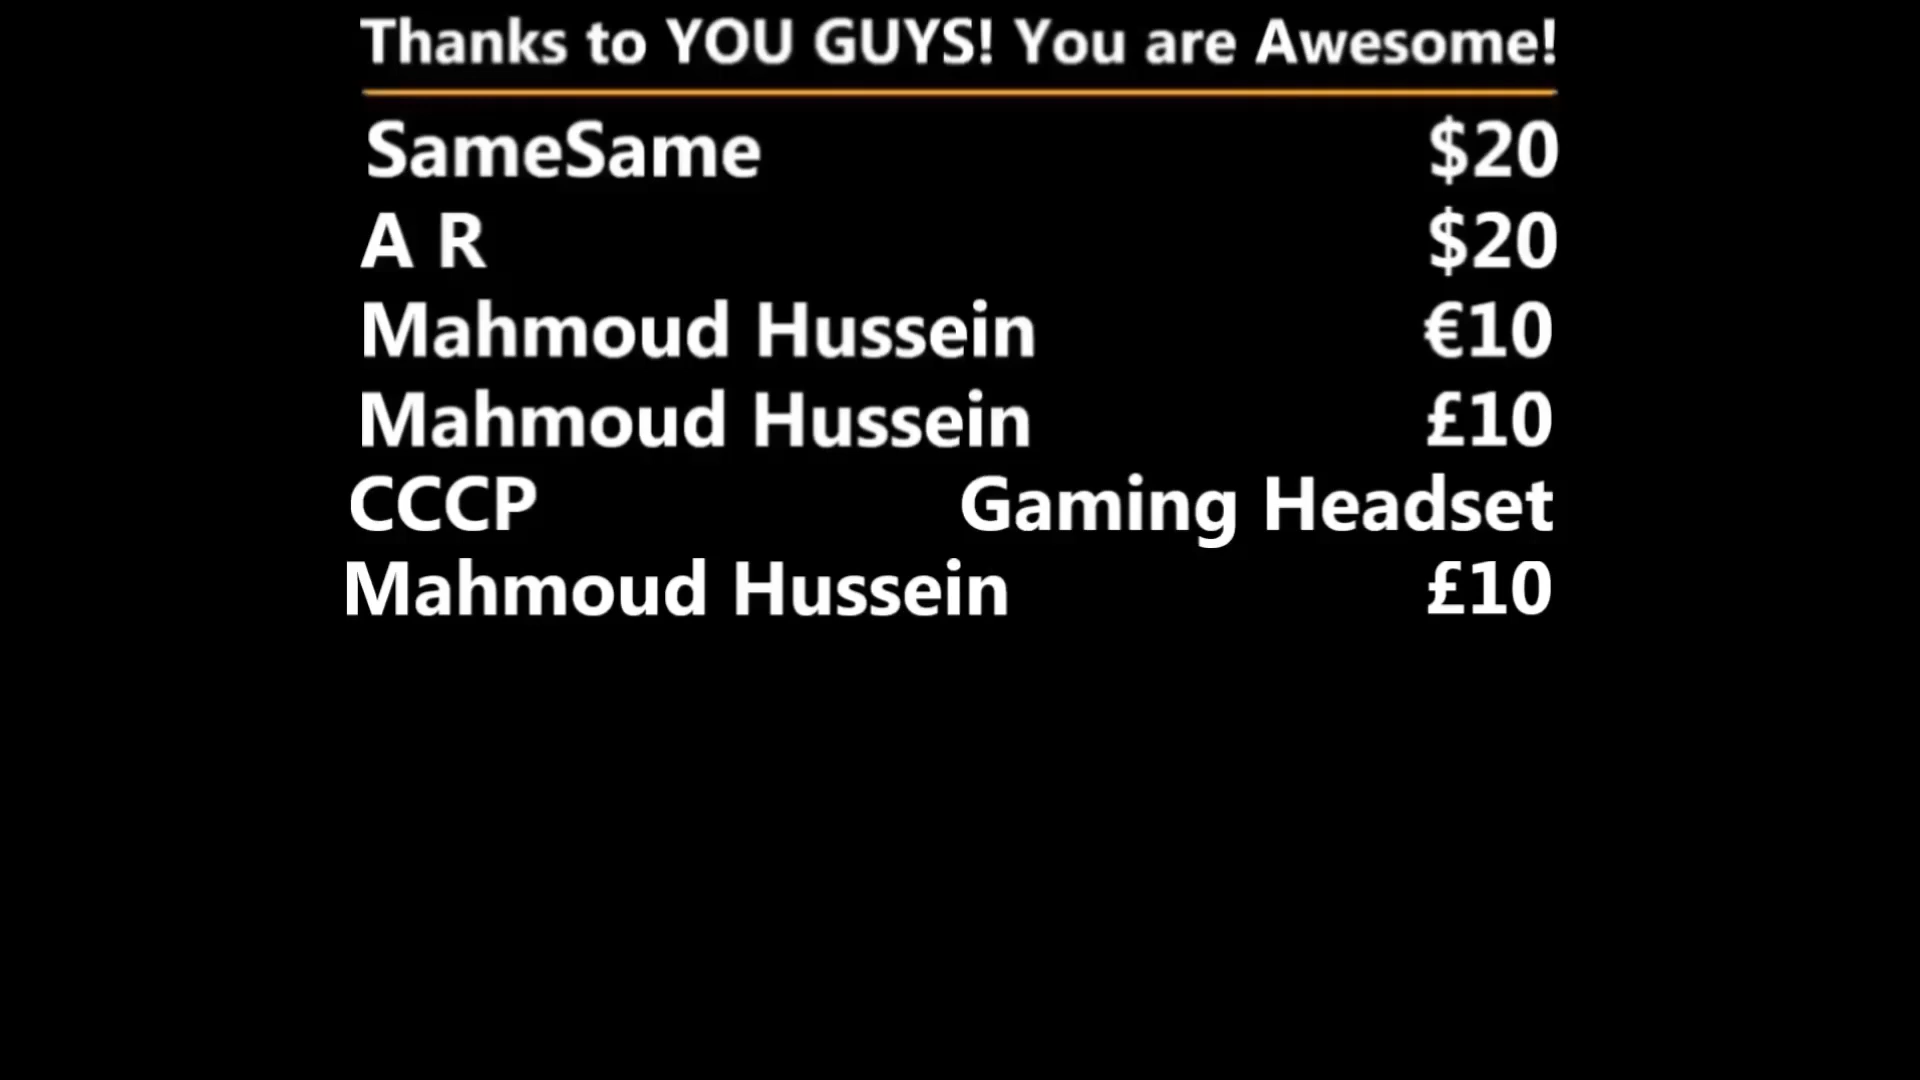 Thanks to YOU GUYS! You are Awesome!
SameSame $20
A R $20
Mahmoud Hussein €10
Mahmoud Hussein £10
CCCP Gaming Headset
Mahmoud Hussein £10